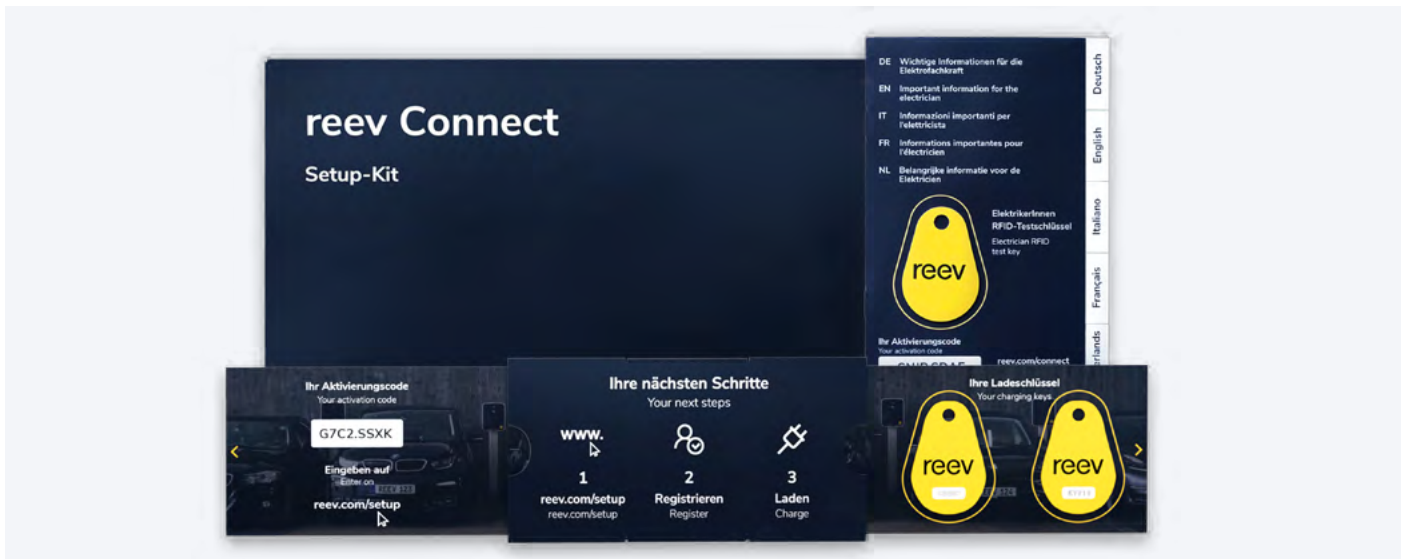 reev Connect
Setup-Kit
DE Wichtige Informationen für die
Elektrofachkraft
EN Important information for the
electrician
IT Informazioni importanti per
l'elettricista
FR Informations importantes pour
l'électricien
NL Belangrijke informatie voor de
Elektricien
Deutsch
English
Italiano
Français
erlands
ElektrikerInnen
RFID-Testschlüssel
Electrician RFID
test key
reev
Ihr Aktivierungscode
Your activation code
reev.com/connect
Ihr Aktivierungscode
Your activation code
G7C2.SSXK
Eingeben auf
Enter on
reev.com/setup
Ihre nächsten Schritte
Your next steps
www.
1
reev.com/setup
reev.com/setup
2
Registrieren
Register
3
Laden
Charge
Ihre Ladeschlüssel
Your charging keys
reev
reev